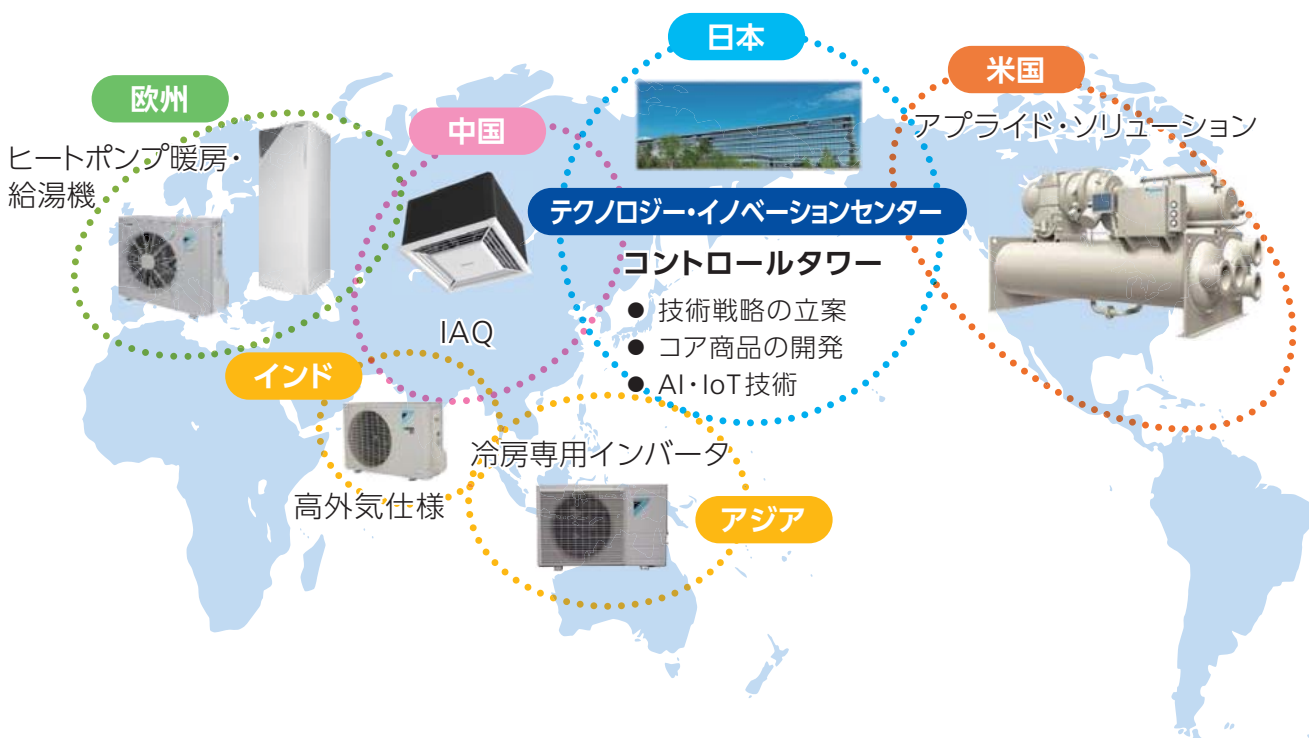 日本
米国
欧州
中国
アプライド・ソリューション
ヒートポンプ暖房・
給湯機
テクノロジー・イノベーションセンター
コントロールタワー
● 技術戦略の立案
● コア商品の開発
● AI・IoT技術
IAQ
インド
冷房専用インバータ
高外気仕様
アジア